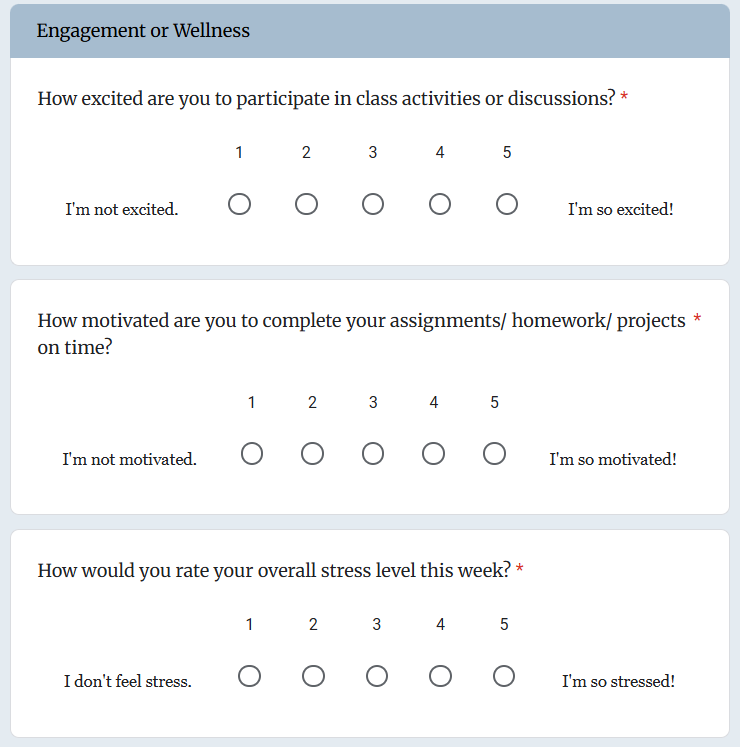 Engagement or Wellness
How excited are you to participate in class activities or discussions? *
1 2 3 4 5
I'm not excited. I'm so excited!
How motivated are you to complete your assignments/ homework/ projects *
on time?
1 2 3 4 5
I'm not motivated. I'm so motivated!
How would you rate your overall stress level this week? *
1 2 3 4 5
I don't feel stress. I'm so stressed!